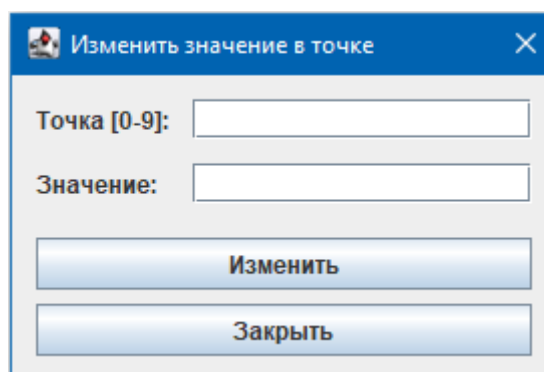 Изменить значение в точке
Точка [0-9]:
Значение:
Изменить
Закрыть